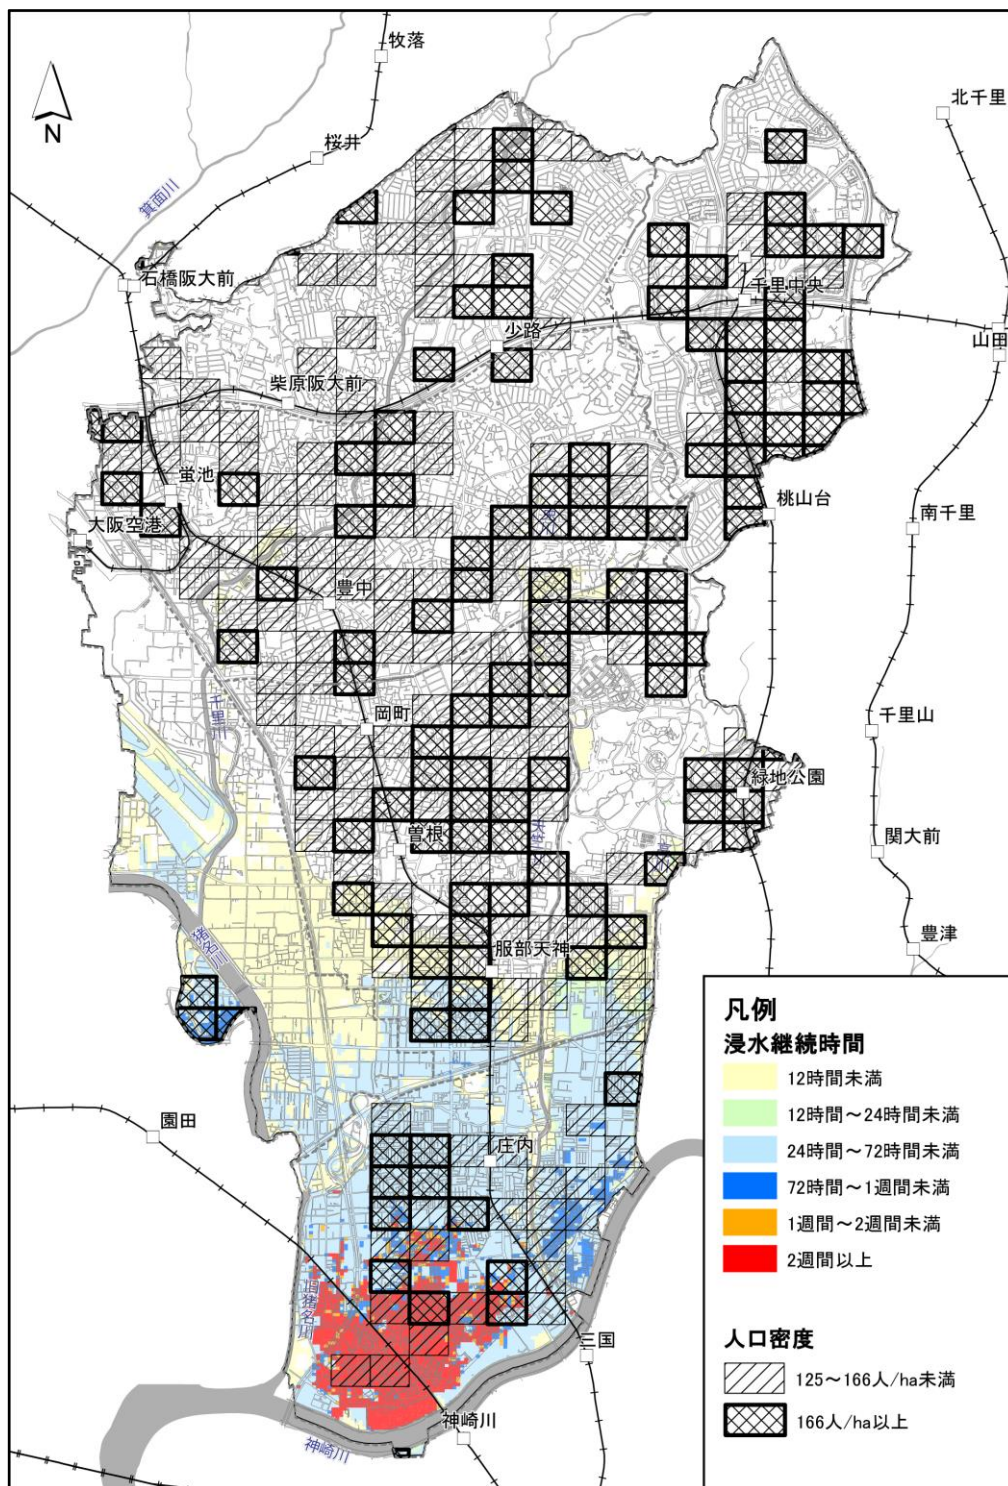 牧落
北千里
N
桜井
箕面川
石橋阪大前
千里中央
少路
山田
柴原阪大前
蛍池
桃山台
南千里
大阪空港
豊中
千里川
岡町
千里山
緑地公園
曽根
関大前
猪名川
服部天神
豊津
園田
庄内
旧猪名川
三国
神崎川
神崎川
凡例
浸水継続時間
12時間未満
12時間～24時間未満
24時間～72時間未満
72時間～1週間未満
1週間～2週間未満
2週間以上
人口密度
125～166人/ha未満
166人/ha以上